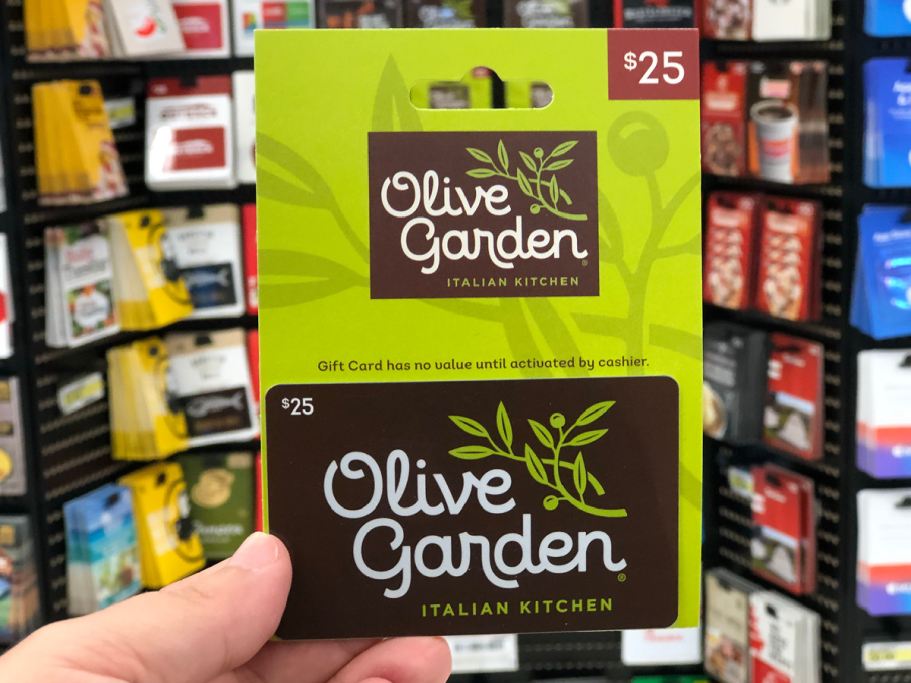 $25
Olive
Garden
ITALIAN KITCHEN
Gift Card has no value until activated by cashier.
$25
Olive
Garden
ITALIAN KITCHEN